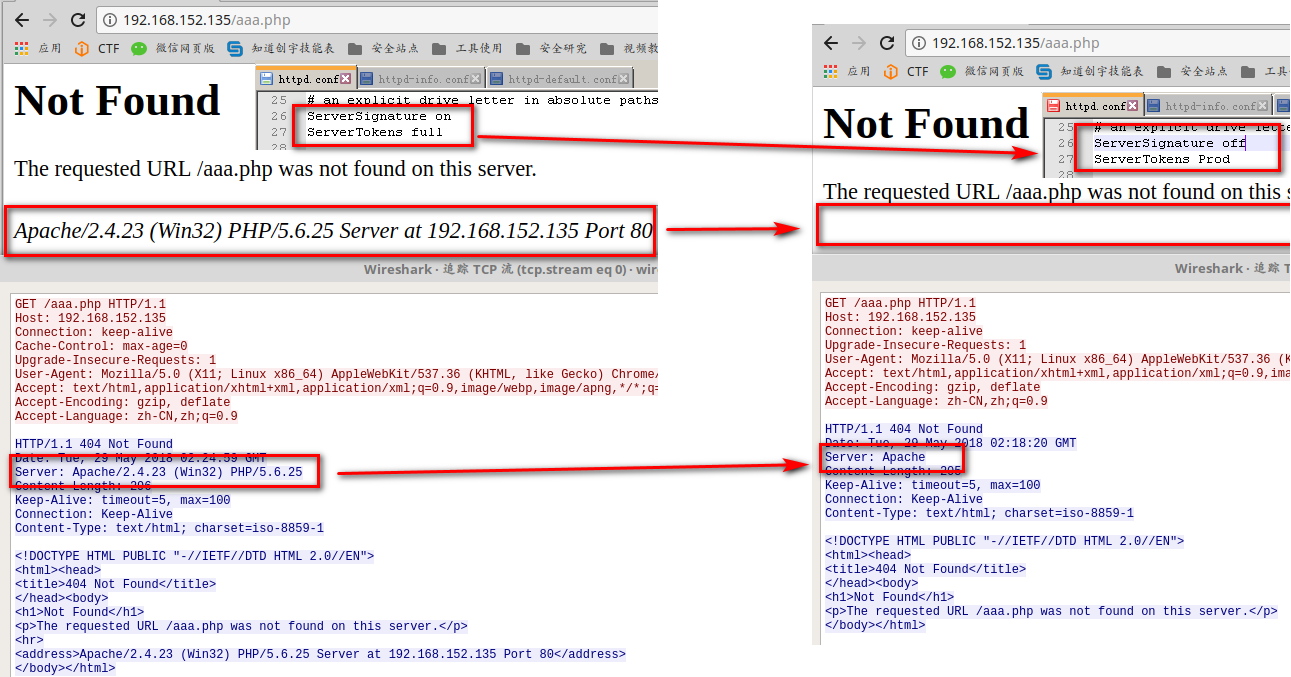 192.168.152.135/aaa.php
应用 CTF 微信网页版 知道创宇技能表 安全站点 工具使用 安全研究 视频教
Not Found
httpd.conf httpd-info.conf httpd-default.conf
25 # an explicit drive letter in absolute paths
26 ServerSignature on
27 ServerTokens full
28
The requested URL /aaa.php was not found on this server.
Apache/2.4.23 (Win32) PHP/5.6.25 Server at 192.168.152.135 Port 80
Wireshark · 追踪 TCP 流 (tcp.stream eq 0) · wire
GET /aaa.php HTTP/1.1
Host: 192.168.152.135
Connection: keep-alive
Cache-Control: max-age=0
Upgrade-Insecure-Requests: 1
User-Agent: Mozilla/5.0 (X11; Linux x86_64) AppleWebKit/537.36 (KHTML, like Gecko) Chrome/
Accept: text/html,application/xhtml+xml,application/xml;q=0.9,image/webp,image/apng,*/*;q=
Accept-Encoding: gzip, deflate
Accept-Language: zh-CN,zh;q=0.9
HTTP/1.1 404 Not Found
Date: Tue, 29 May 2018 02:24:59 GMT
Server: Apache/2.4.23 (Win32) PHP/5.6.25
Content-Length: 296
Keep-Alive: timeout=5, max=100
Connection: Keep-Alive
Content-Type: text/html; charset=iso-8859-1
<!DOCTYPE HTML PUBLIC "-//IETF//DTD HTML 2.0//EN">
<html><head>
<title>404 Not Found</title>
</head><body>
<h1>Not Found</h1>
<p>The requested URL /aaa.php was not found on this server.</p>
<hr>
<address>Apache/2.4.23 (Win32) PHP/5.6.25 Server at 192.168.152.135 Port 80</address>
</body></html>
192.168.152.135/aaa.php
应用 CTF 微信网页版 知道创宇技能表 安全站点 工具
Not Found
httpd.conf httpd-info.conf
25 # an explicit drive lette
26 ServerSignature off
27 ServerTokens Prod
28
The requested URL /aaa.php was not found on this s
Wireshark · 追踪 T
GET /aaa.php HTTP/1.1
Host: 192.168.152.135
Connection: keep-alive
Upgrade-Insecure-Requests: 1
User-Agent: Mozilla/5.0 (X11; Linux x86_64) AppleWebKit/537.36 (K
Accept: text/html,application/xhtml+xml,application/xml;q=0.9,ima
Accept-Encoding: gzip, deflate
Accept-Language: zh-CN,zh;q=0.9
HTTP/1.1 404 Not Found
Date: Tue, 29 May 2018 02:18:20 GMT
Server: Apache
Content-Length: 205
Keep-Alive: timeout=5, max=100
Connection: Keep-Alive
Content-Type: text/html; charset=iso-8859-1
<!DOCTYPE HTML PUBLIC "-//IETF//DTD HTML 2.0//EN">
<html><head>
<title>404 Not Found</title>
</head><body>
<h1>Not Found</h1>
<p>The requested URL /aaa.php was not found on this server.</p>
</body></html>